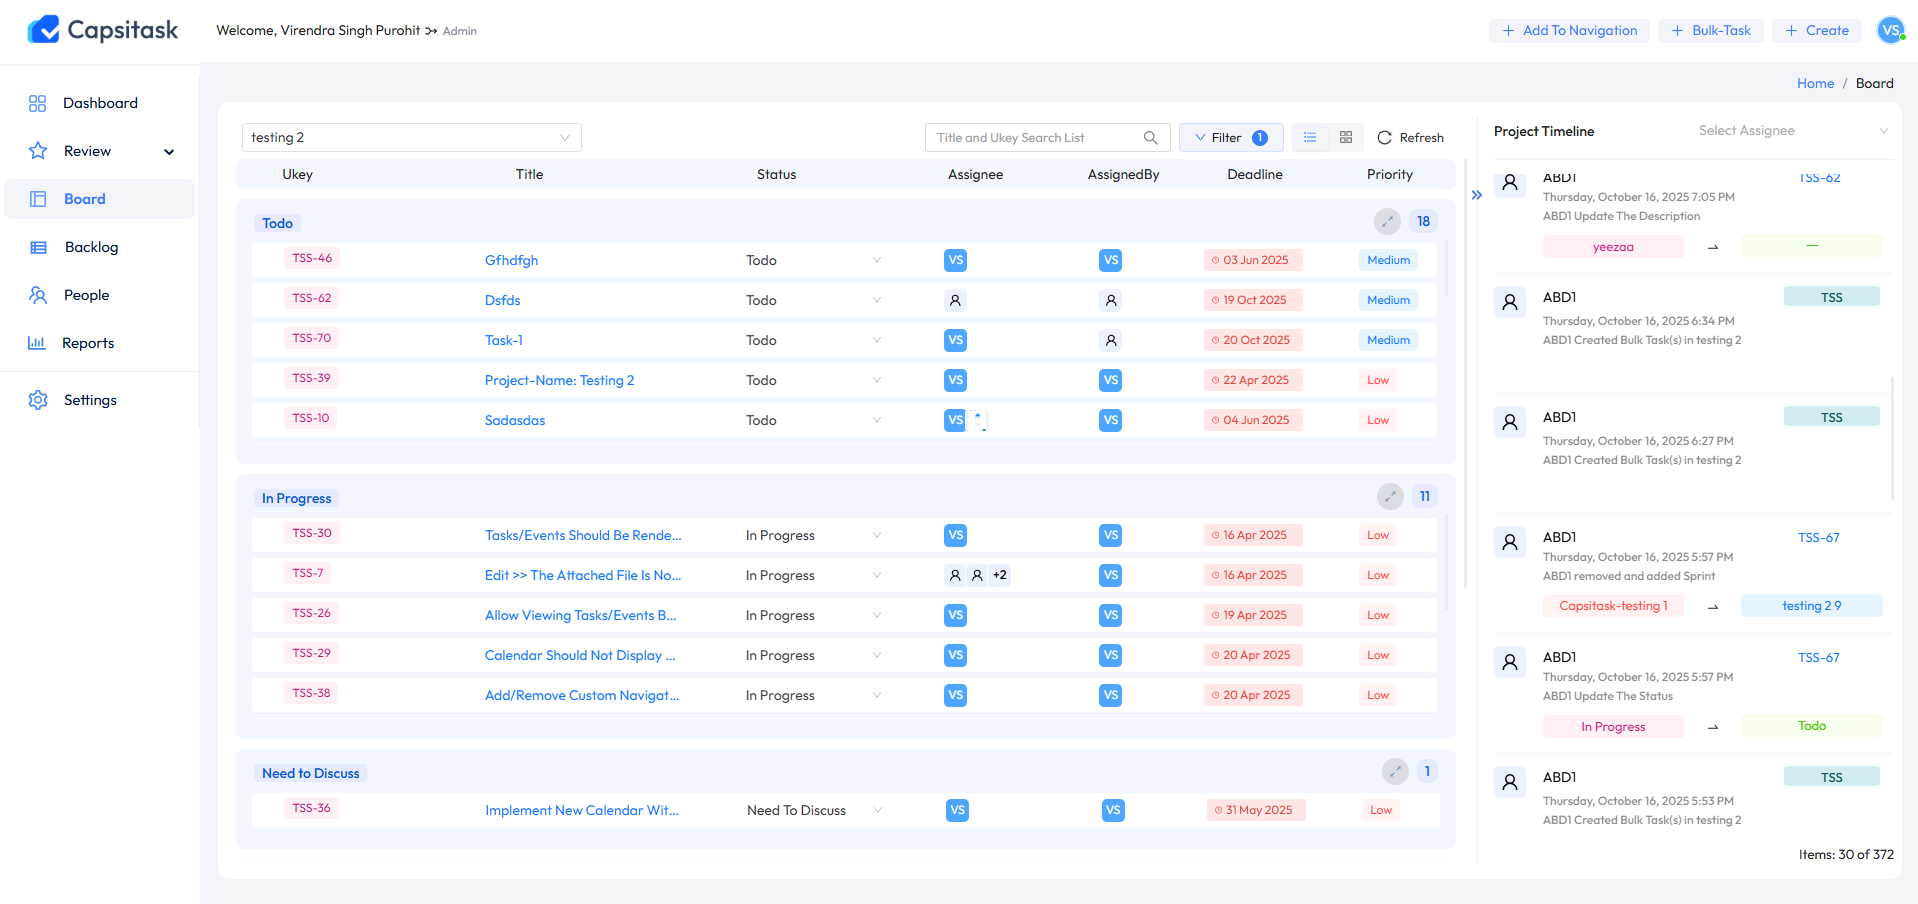 Capsitask
Welcome, Virendra Singh Purohit Admin
Add To Navigation
Bulk-Task
Create
VS
Dashboard
Review
Board
Backlog
People
Reports
Settings
Home / Board
testing 2
Title and Ukey Search List
Filter 1
Refresh
Ukey Title Status Assignee AssignedBy Deadline Priority
Todo 18
TSS-46 Gfhdfgh Todo VS VS 03 Jun 2025 Medium
TSS-62 Dsfds Todo 19 Oct 2025 Medium
TSS-70 Task-1 Todo VS 20 Oct 2025 Medium
TSS-39 Project-Name: Testing 2 Todo VS VS 22 Apr 2025 Low
TSS-10 Sadasdas Todo VS VS 04 Jun 2025 Low
In Progress 11
TSS-30 Tasks/Events Should Be Rende... In Progress VS VS 16 Apr 2025 Low
TSS-7 Edit >> The Attached File Is No... In Progress +2 VS 16 Apr 2025 Low
TSS-26 Allow Viewing Tasks/Events B... In Progress VS VS 19 Apr 2025 Low
TSS-29 Calendar Should Not Display ... In Progress VS VS 20 Apr 2025 Low
TSS-38 Add/Remove Custom Navigat... In Progress VS VS 20 Apr 2025 Low
Need to Discuss 1
TSS-36 Implement New Calendar Wit... Need To Discuss VS VS 31 May 2025 Low
Project Timeline Select Assignee
ABD1 TSS-62
Thursday, October 16, 2025 7:05 PM
ABD1 Update The Description
yeezaa → —
ABD1 TSS
Thursday, October 16, 2025 6:34 PM
ABD1 Created Bulk Task(s) in testing 2
ABD1 TSS
Thursday, October 16, 2025 6:27 PM
ABD1 Created Bulk Task(s) in testing 2
ABD1 TSS-67
Thursday, October 16, 2025 5:57 PM
ABD1 removed and added Sprint
Capsitask-testing 1 → testing 2 9
ABD1 TSS-67
Thursday, October 16, 2025 5:57 PM
ABD1 Update The Status
In Progress → Todo
ABD1 TSS
Thursday, October 16, 2025 5:53 PM
ABD1 Created Bulk Task(s) in testing 2
Items: 30 of 372